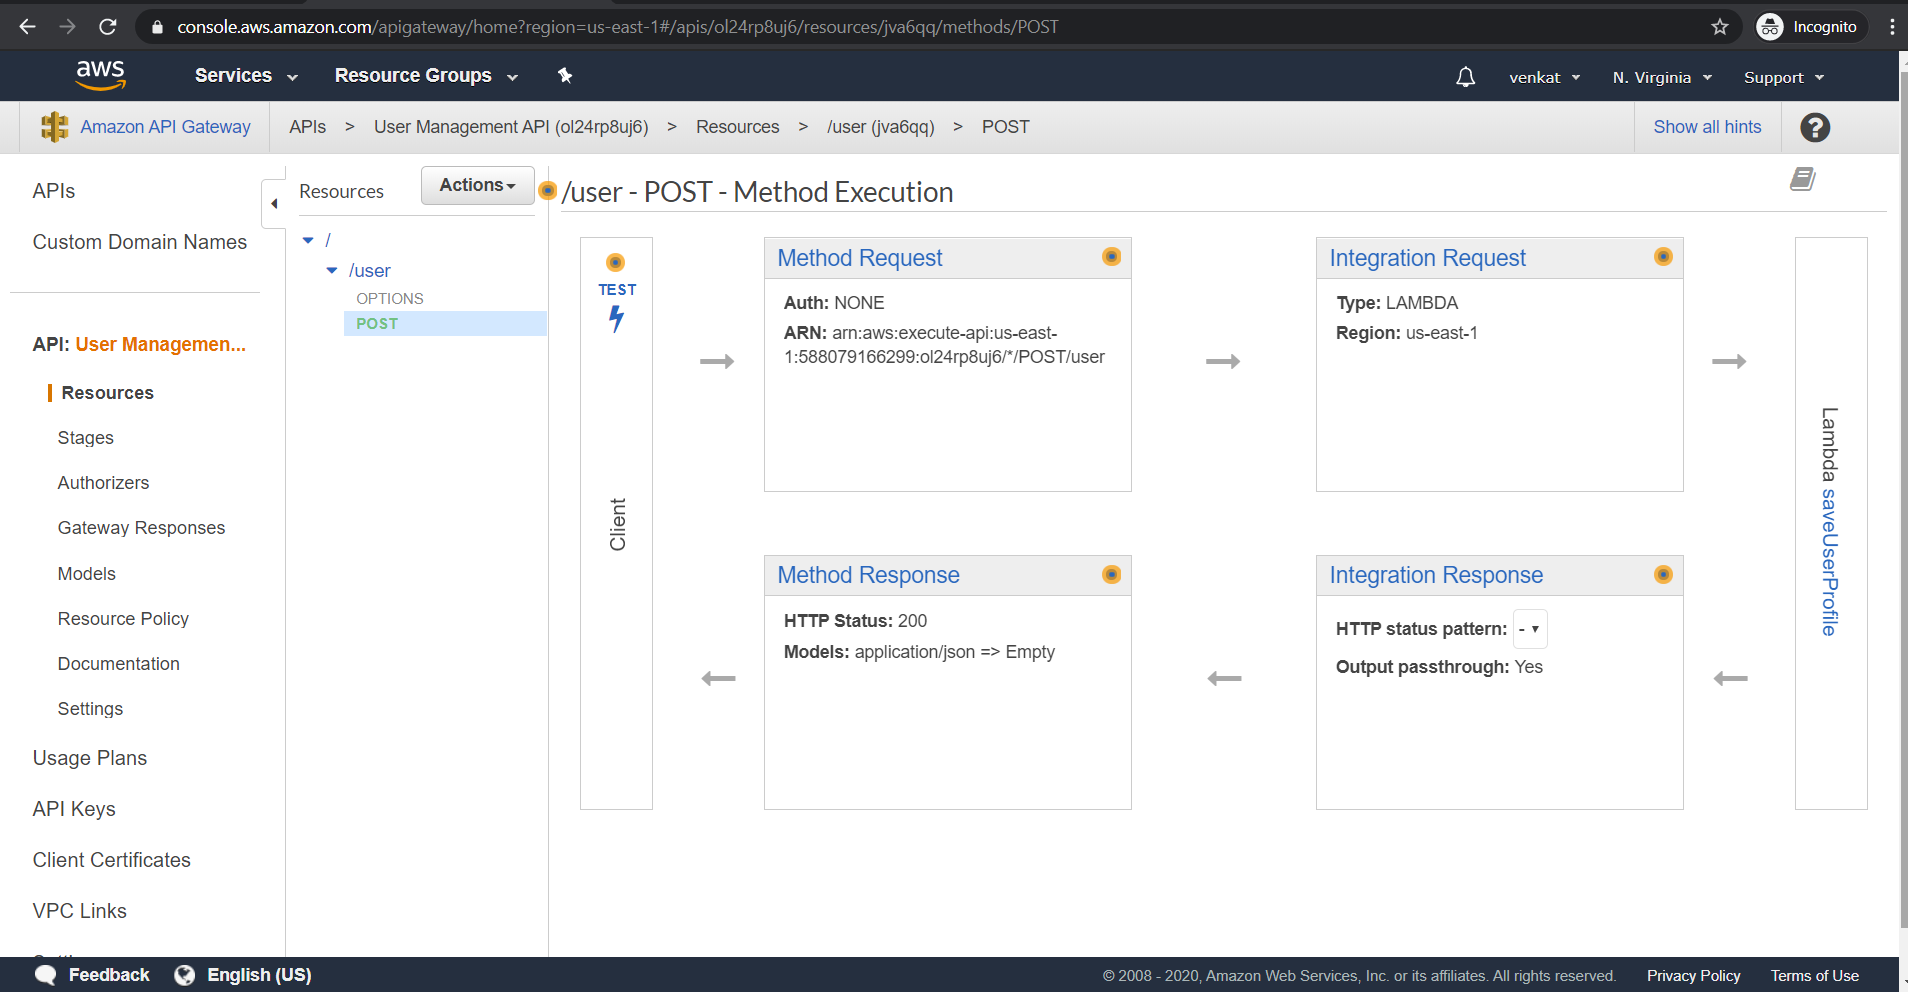 console.aws.amazon.com/apigateway/home?region=us-east-1#/apis/ol24rp8uj6/resources/jva6qq/methods/POST
Incognito
aws
Services
Resource Groups
venkat
N. Virginia
Support
Amazon API Gateway
APIs > User Management API (ol24rp8uj6) > Resources > /user (jva6qq) > POST
Show all hints
?
APIs
Custom Domain Names
API: User Managemen...
Resources
Stages
Authorizers
Gateway Responses
Models
Resource Policy
Documentation
Settings
Usage Plans
API Keys
Client Certificates
VPC Links
Resources
Actions
/
/user
OPTIONS
POST
/user - POST - Method Execution
TEST
Client
Method Request
Auth: NONE
ARN: arn:aws:execute-api:us-east-
1:588079166299:ol24rp8uj6/*/POST/user
Integration Request
Type: LAMBDA
Region: us-east-1
Lambda saveUserProfile
Method Response
HTTP Status: 200
Models: application/json => Empty
Integration Response
HTTP status pattern: -
Output passthrough: Yes
Feedback
English (US)
© 2008 - 2020, Amazon Web Services, Inc. or its affiliates. All rights reserved.
Privacy Policy
Terms of Use